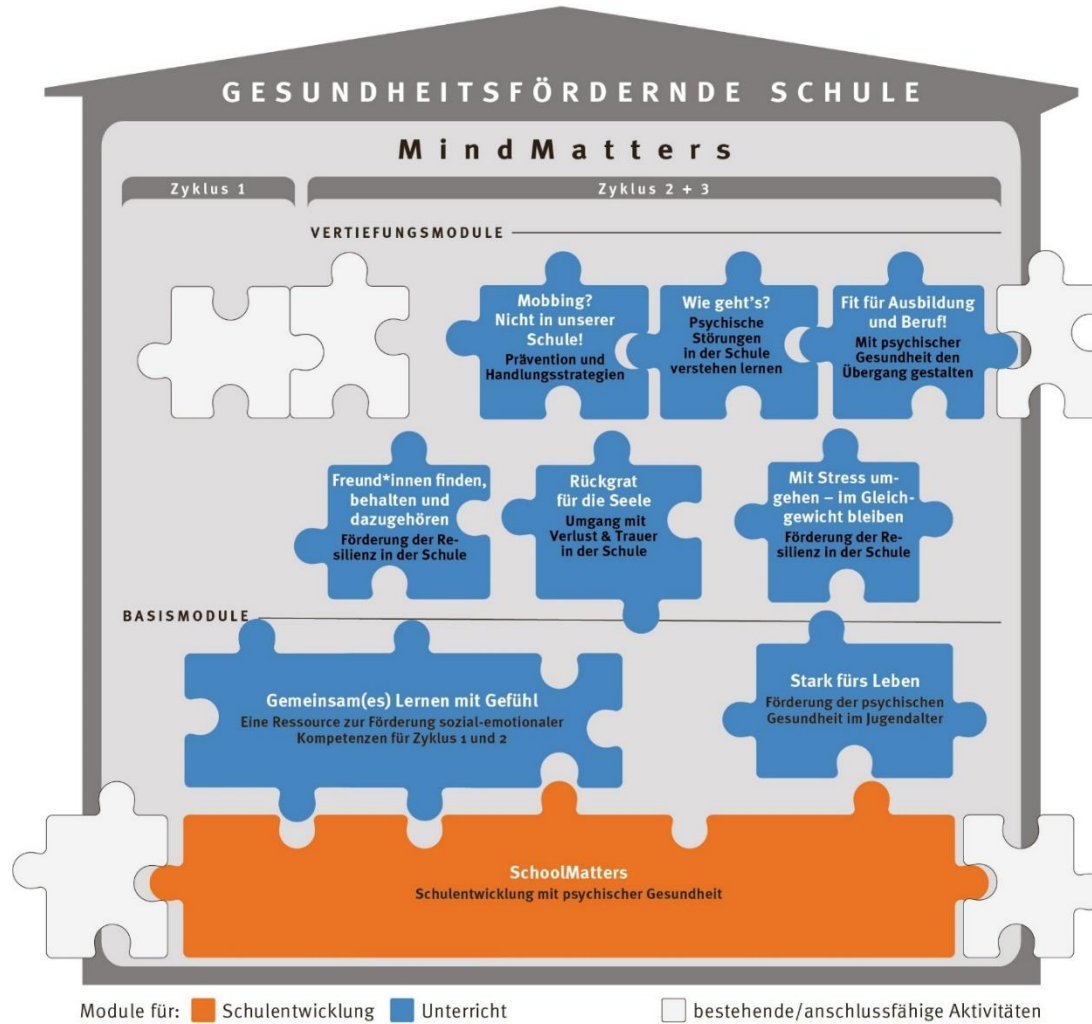 GESUNDHEITSFÖRDERNDE SCHULE
MindMatters
Zyklus 1
Zyklus 2 + 3
VERTIEFUNGSMODULE
Mobbing?
Nicht in unserer
Schule!
Prävention und
Handlungsstrategien
Wie geht's?
Psychische
Störungen
in der Schule
verstehen lernen
Fit für Ausbildung
und Beruf!
Mit psychischer
Gesundheit den
Übergang gestalten
Freund*innen finden,
behalten und
dazugehören
Förderung der Re-
silienz in der Schule
Rückgrat
für die Seele
Umgang mit
Verlust & Trauer
in der Schule
Mit Stress um-
gehen – im Gleich-
gewicht bleiben
Förderung der Re-
silienz in der Schule
BASISMODULE
Gemeinsam(es) Lernen mit Gefühl
Eine Ressource zur Förderung sozial-emotionaler
Kompetenzen für Zyklus 1 und 2
Stark fürs Leben
Förderung der psychischen
Gesundheit im Jugendalter
SchoolMatters
Schulentwicklung mit psychischer Gesundheit
Module für: Schulentwicklung Unterricht bestehende/anschlussfähige Aktivitäten